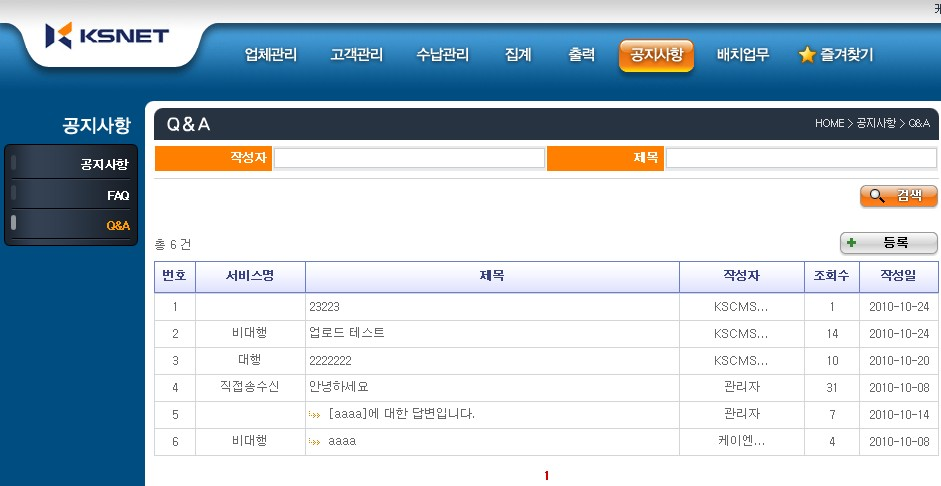 KSNET
업체관리 고객관리 수납관리 집계 출력 공지사항 배치업무 즐겨찾기
공지사항
공지사항
FAQ
Q&A
Q&A
HOME > 공지사항 > Q&A
작성자 제목
검색
총 6 건
등록
번호 서비스명 제목 작성자 조회수 작성일
1 23223 KSCMS... 1 2010-10-24
2 비대행 업로드 테스트 KSCMS... 14 2010-10-24
3 대행 2222222 KSCMS... 10 2010-10-20
4 직접송수신 안녕하세요 관리자 31 2010-10-08
5 [aaaa]에 대한 답변입니다. 관리자 7 2010-10-14
6 비대행 aaaa 케이엔... 4 2010-10-08
1